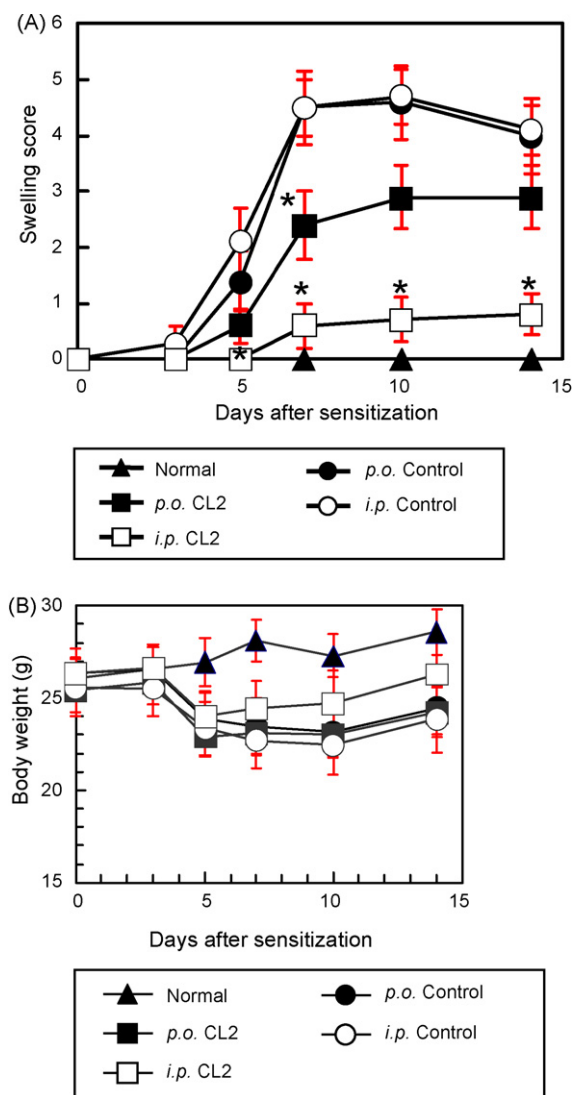 (A)
6
5
4
3
2
1
0
Swelling score
* * * * *
0 5 10 15
Days after sensitization
Normal p.o. Control
p.o. CL2 i.p. Control
i.p. CL2
(B)
30
25
20
15
Body weight (g)
0 5 10 15
Days after sensitization
Normal p.o. Control
p.o. CL2 i.p. Control
i.p. CL2